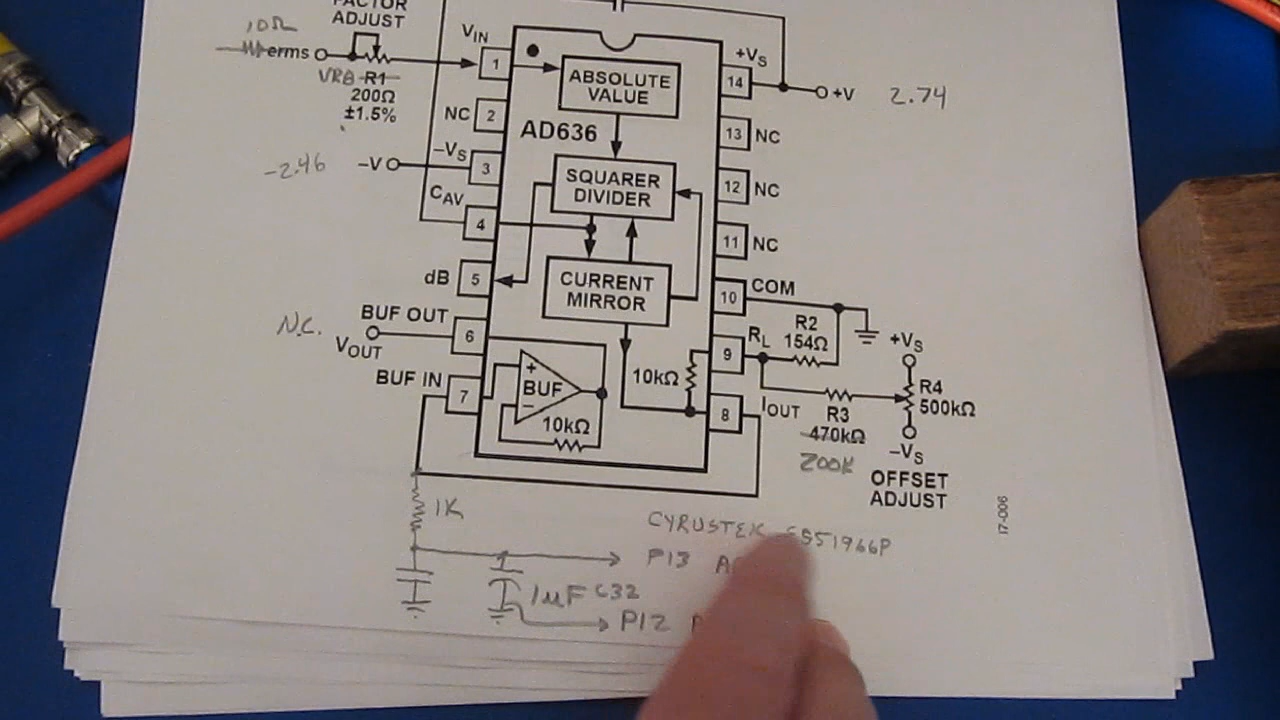 FACTOR
ADJUST
10Ω
erms
VR8 R1
200Ω
±1.5%
VIN
1
ABSOLUTE
VALUE
+VS
14
+V
2.74
NC
2
AD636
13
NC
-2.46
–V
–VS
3
SQUARER
DIVIDER
12
NC
CAV
4
11
NC
dB
5
CURRENT
MIRROR
10
COM
N.C.
BUF OUT
VOUT
6
R2
154Ω
9
RL
+VS
BUF IN
7
+
BUF
–
10kΩ
10kΩ
8
IOUT
R3
470kΩ
200K
R4
500kΩ
–VS
OFFSET
ADJUST
1K
CYRUSTEK ES51966P
P13
1µF C32
P12